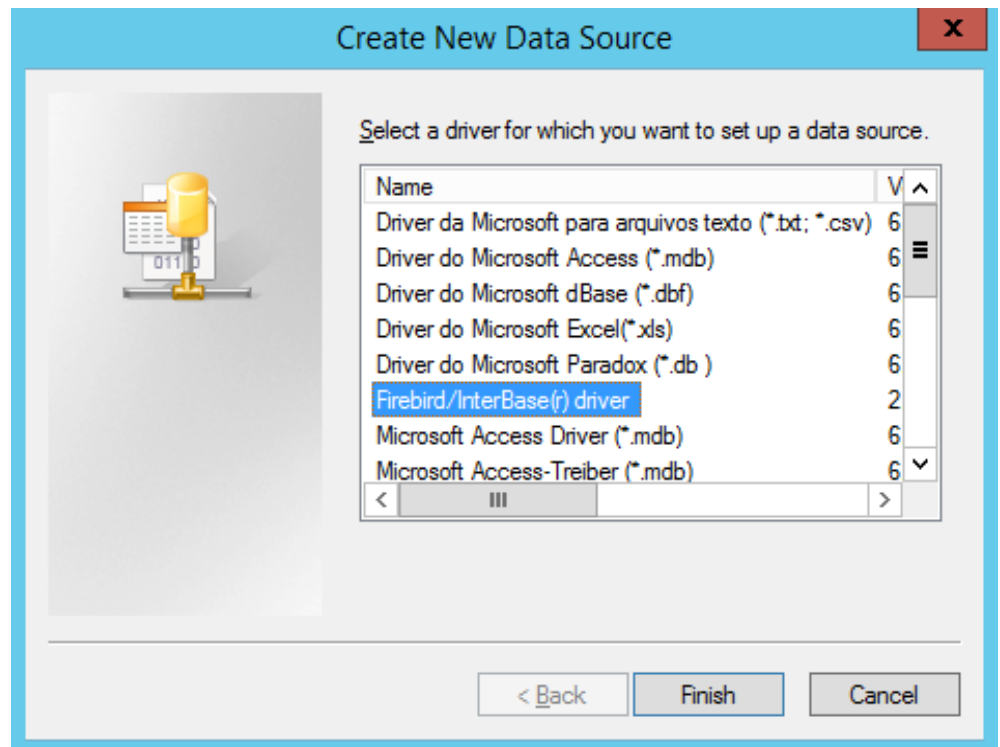 Create New Data Source
x
Select a driver for which you want to set up a data source.
Name V
Driver da Microsoft para arquivos texto (*.txt; *.csv) 6
Driver do Microsoft Access (*.mdb) 6
Driver do Microsoft dBase (*.dbf) 6
Driver do Microsoft Excel(*.xls) 6
Driver do Microsoft Paradox (*.db ) 6
Firebird/InterBase(r) driver 2
Microsoft Access Driver (*.mdb) 6
Microsoft Access-Treiber (*.mdb) 6
< Back Finish Cancel